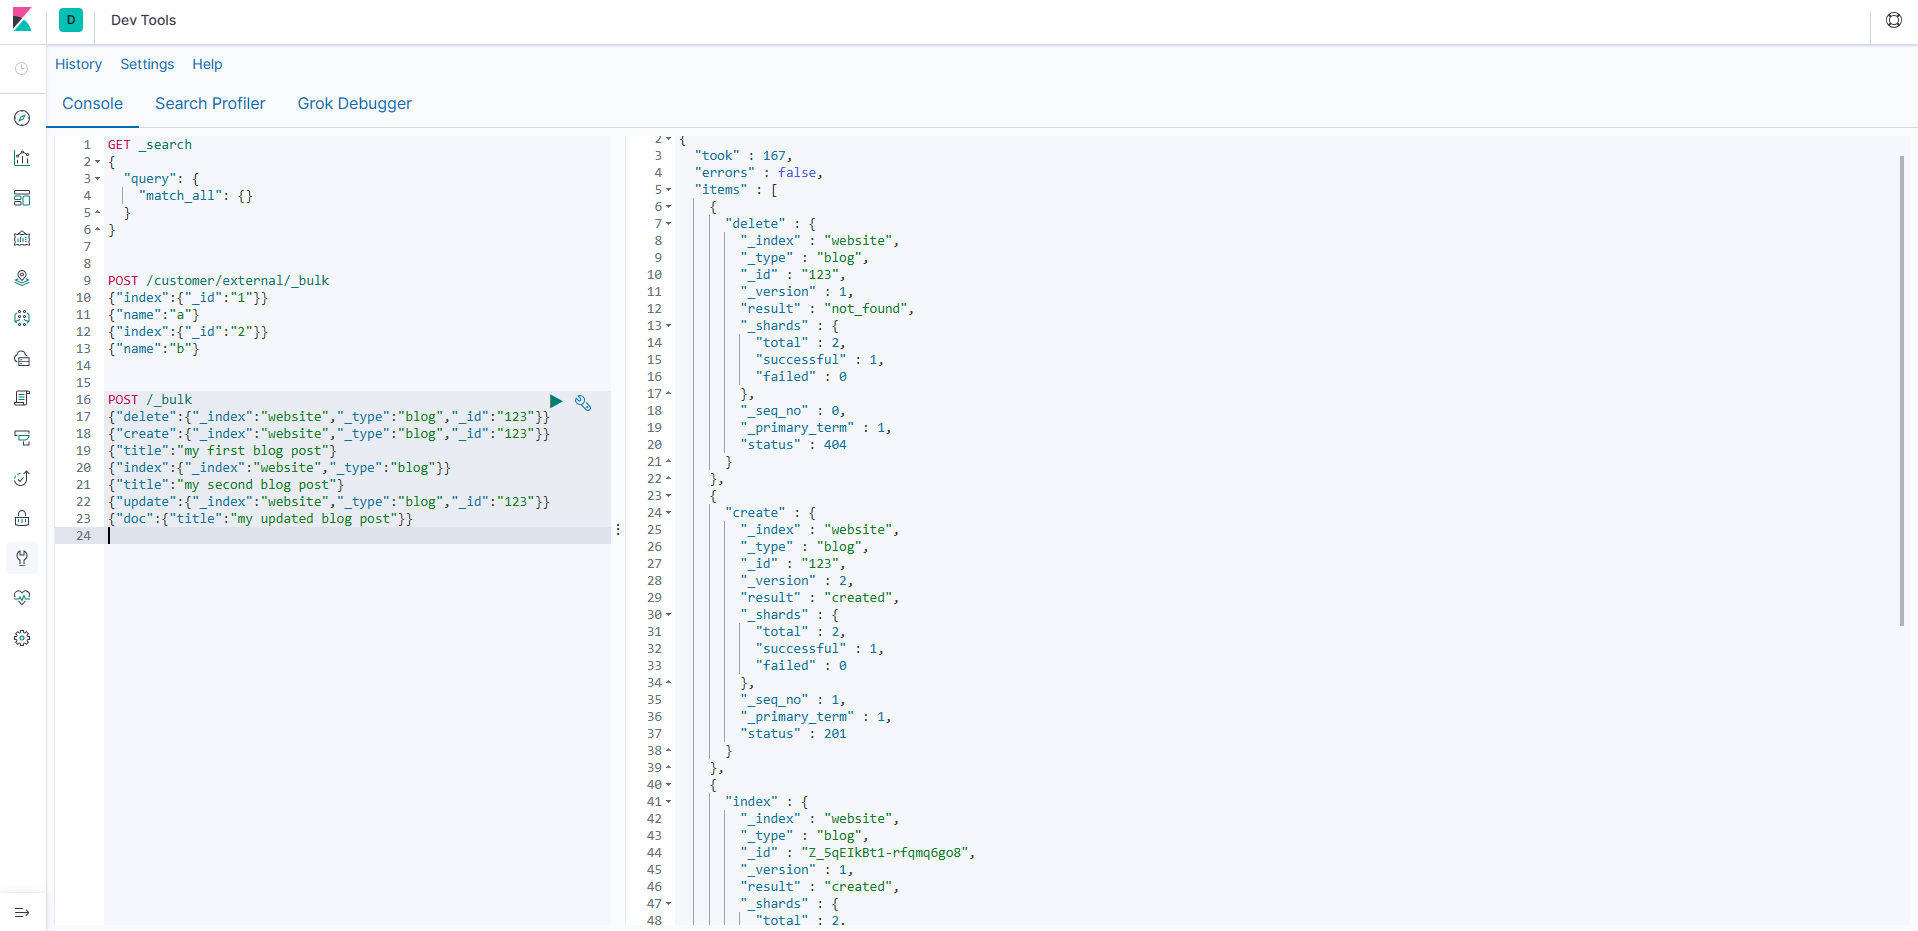 D Dev Tools
History Settings Help
Console Search Profiler Grok Debugger
1 GET _search
2 {
3 "query": {
4 "match_all": {}
5 }
6 }
7
8
9 POST /customer/external/_bulk
10 {"index":{"_id":"1"}}
11 {"name":"a"}
12 {"index":{"_id":"2"}}
13 {"name":"b"}
14
15
16 POST /_bulk
17 {"delete":{"_index":"website","_type":"blog","_id":"123"}}
18 {"create":{"_index":"website","_type":"blog","_id":"123"}}
19 {"title":"my first blog post"}
20 {"index":{"_index":"website","_type":"blog"}}
21 {"title":"my second blog post"}
22 {"update":{"_index":"website","_type":"blog","_id":"123"}}
23 {"doc":{"title":"my updated blog post"}}
24
2 {
3 "took" : 167,
4 "errors" : false,
5 "items" : [
6 {
7 "delete" : {
8 "_index" : "website",
9 "_type" : "blog",
10 "_id" : "123",
11 "_version" : 1,
12 "result" : "not_found",
13 "_shards" : {
14 "total" : 2,
15 "successful" : 1,
16 "failed" : 0
17 },
18 "_seq_no" : 0,
19 "_primary_term" : 1,
20 "status" : 404
21 }
22 },
23 {
24 "create" : {
25 "_index" : "website",
26 "_type" : "blog",
27 "_id" : "123",
28 "_version" : 2,
29 "result" : "created",
30 "_shards" : {
31 "total" : 2,
32 "successful" : 1,
33 "failed" : 0
34 },
35 "_seq_no" : 1,
36 "_primary_term" : 1,
37 "status" : 201
38 }
39 },
40 {
41 "index" : {
42 "_index" : "website",
43 "_type" : "blog",
44 "_id" : "Z_5qEIkBt1-rfqmq6go8",
45 "_version" : 1,
46 "result" : "created",
47 "_shards" : {
48 "total" : 2,